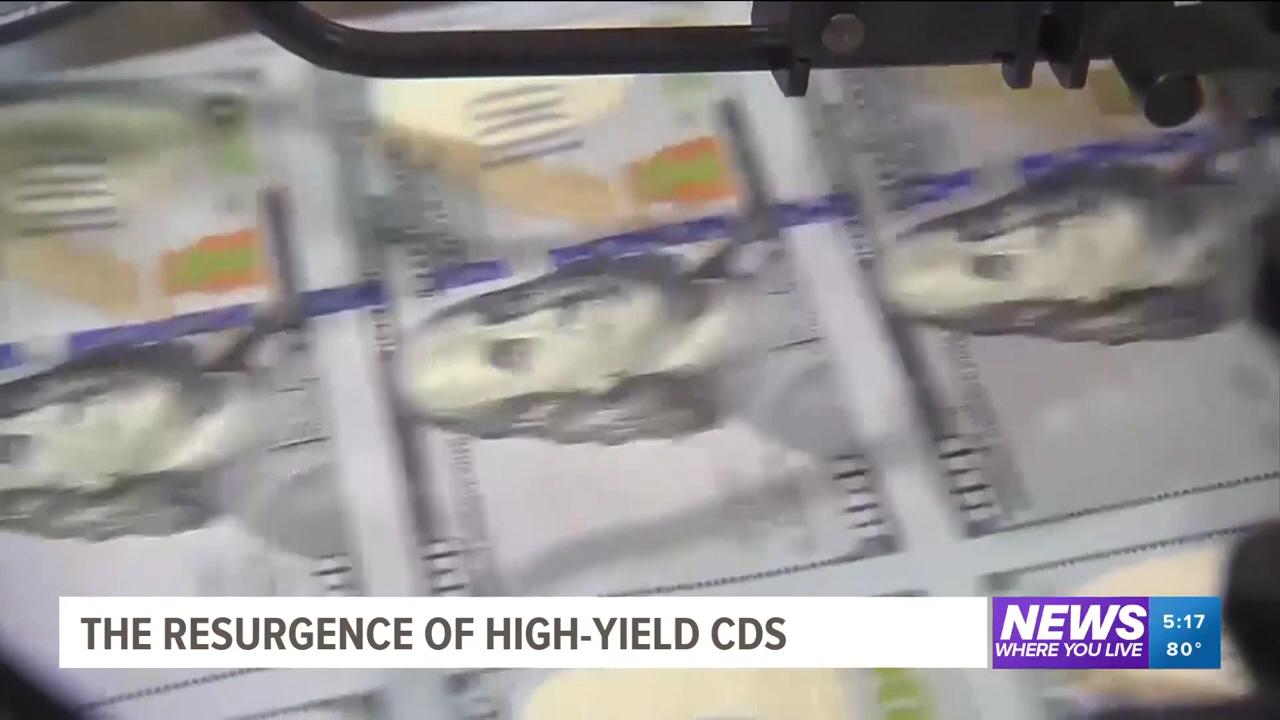 THE RESURGENCE OF HIGH-YIELD CDS
NEWS
WHERE YOU LIVE
5:17
80°